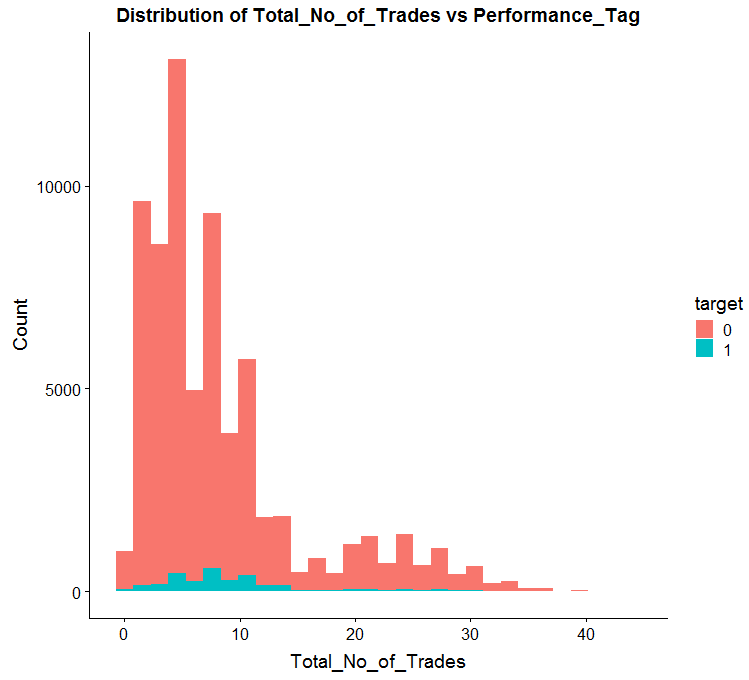 Distribution of Total_No_of_Trades vs Performance_Tag
10000
5000
0
Count
0 10 20 30 40
Total_No_of_Trades
target
0
1